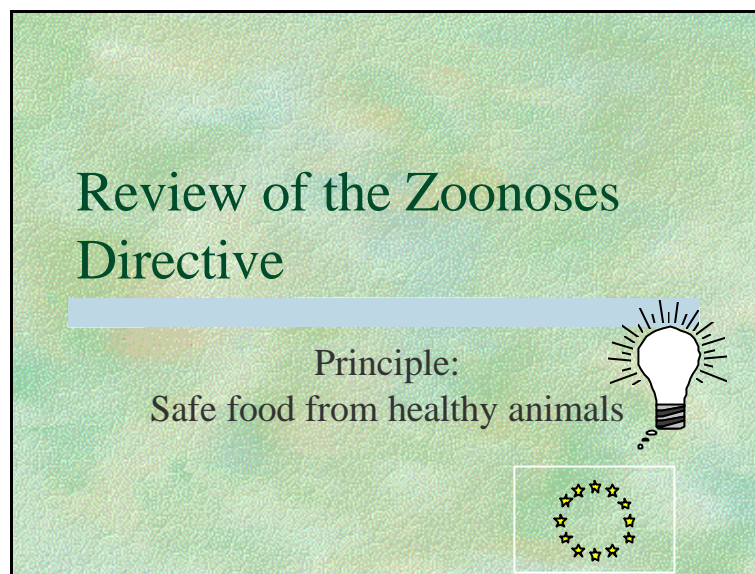 Review of the Zoonoses
Directive
Principle:
Safe food from healthy animals